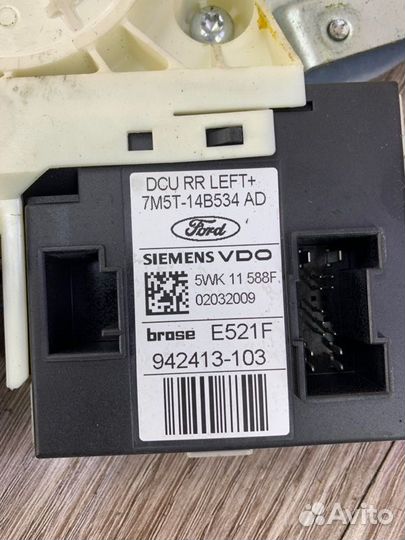 DCU RR LEFT+
7M5T-14B534 AD
Ford
SIEMENS VDO
5WK 11 588F
02032009
brose E521F
942413-103
Avito